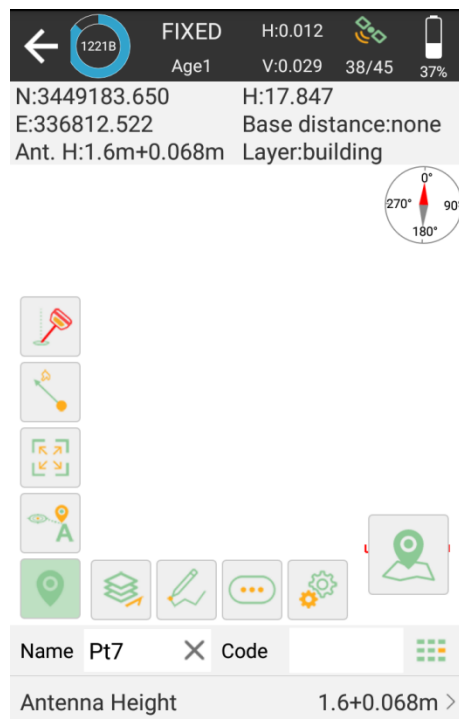 1221B FIXED H:0.012
Age1 V:0.029 38/45 37%
N:3449183.650 H:17.847
E:336812.522 Base distance:none
Ant. H:1.6m+0.068m Layer:building
0°
270° 90°
180°
A
Name Pt7 Code
Antenna Height 1.6+0.068m